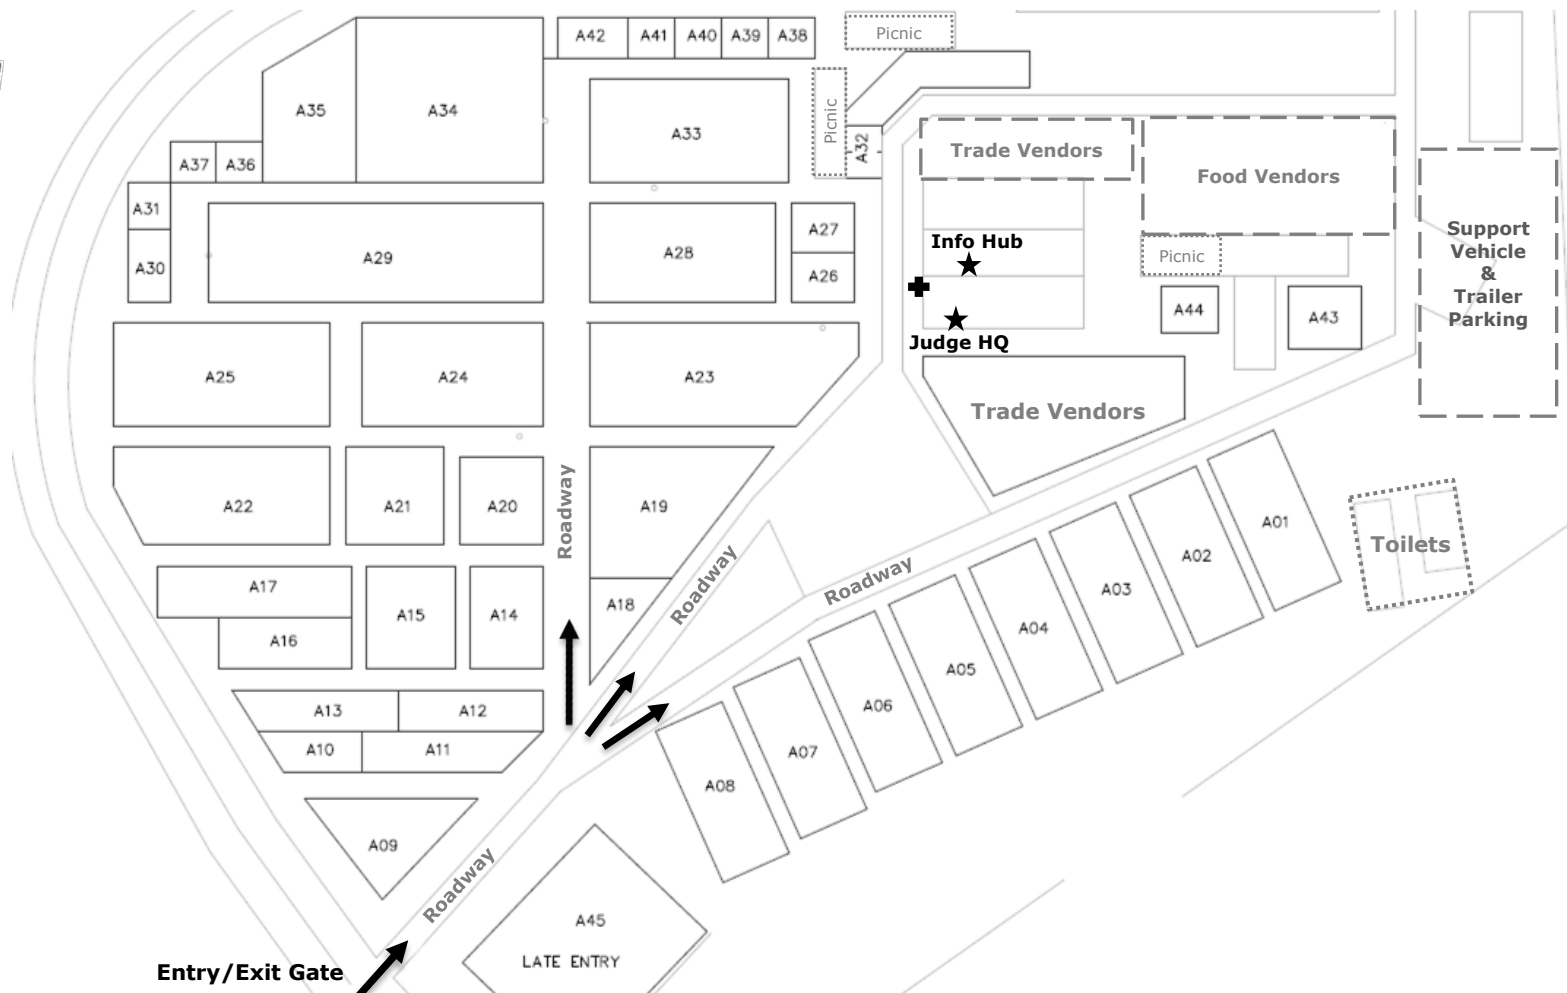 A42
A41
A40
A39
A38
Picnic
A35
A34
A33
Picnic
A32
Trade Vendors
Food Vendors
A37
A36
A31
A30
A29
A28
A27
A26
Info Hub
Judge HQ
Picnic
A44
A43
Support
Vehicle
&
Trailer
Parking
A25
A24
A23
Trade Vendors
A22
A21
A20
Roadway
A19
A18
Roadway
Roadway
A01
A02
A03
A04
A05
A06
A07
A08
Toilets
A17
A16
A15
A14
A13
A12
A10
A11
A09
Roadway
A45
LATE ENTRY
Entry/Exit Gate